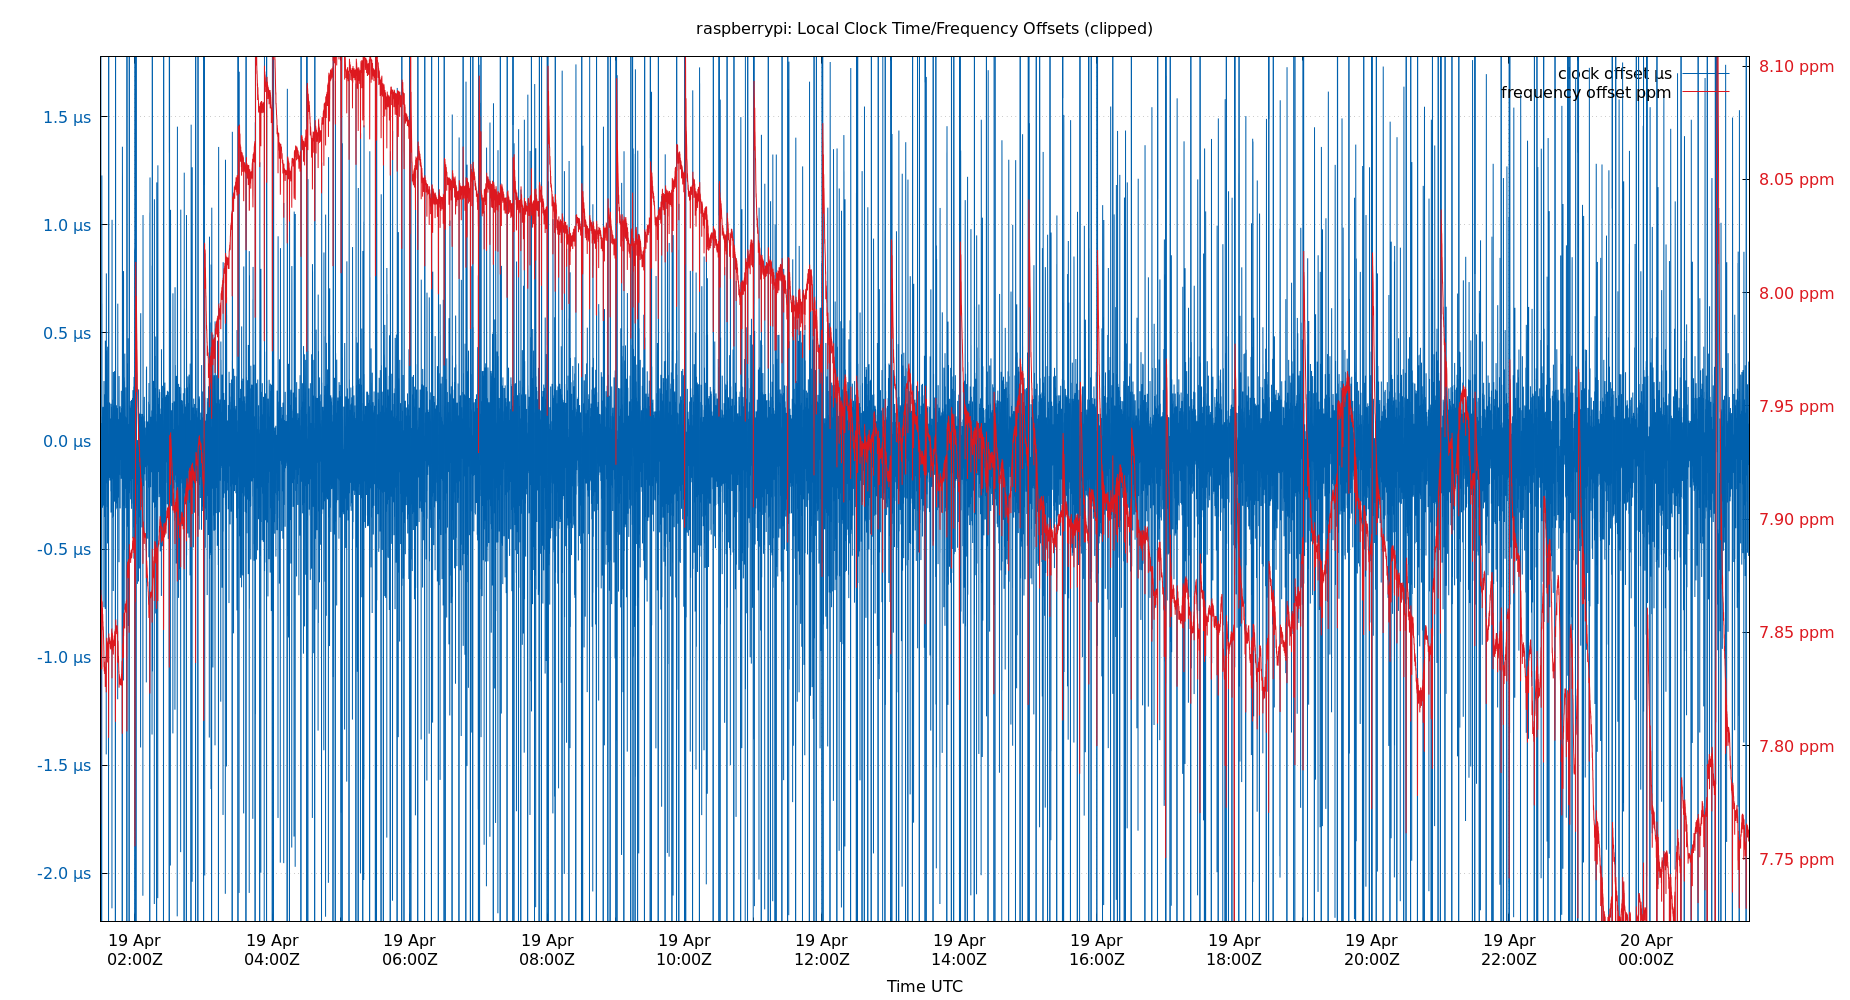 raspberrypi: Local Clock Time/Frequency Offsets (clipped)
clock offset µs
frequency offset ppm
1.5 µs
1.0 µs
0.5 µs
0.0 µs
-0.5 µs
-1.0 µs
-1.5 µs
-2.0 µs
8.10 ppm
8.05 ppm
8.00 ppm
7.95 ppm
7.90 ppm
7.85 ppm
7.80 ppm
7.75 ppm
19 Apr 19 Apr 19 Apr 19 Apr 19 Apr 19 Apr 19 Apr 19 Apr 19 Apr 19 Apr 19 Apr 20 Apr
02:00Z 04:00Z 06:00Z 08:00Z 10:00Z 12:00Z 14:00Z 16:00Z 18:00Z 20:00Z 22:00Z 00:00Z
Time UTC